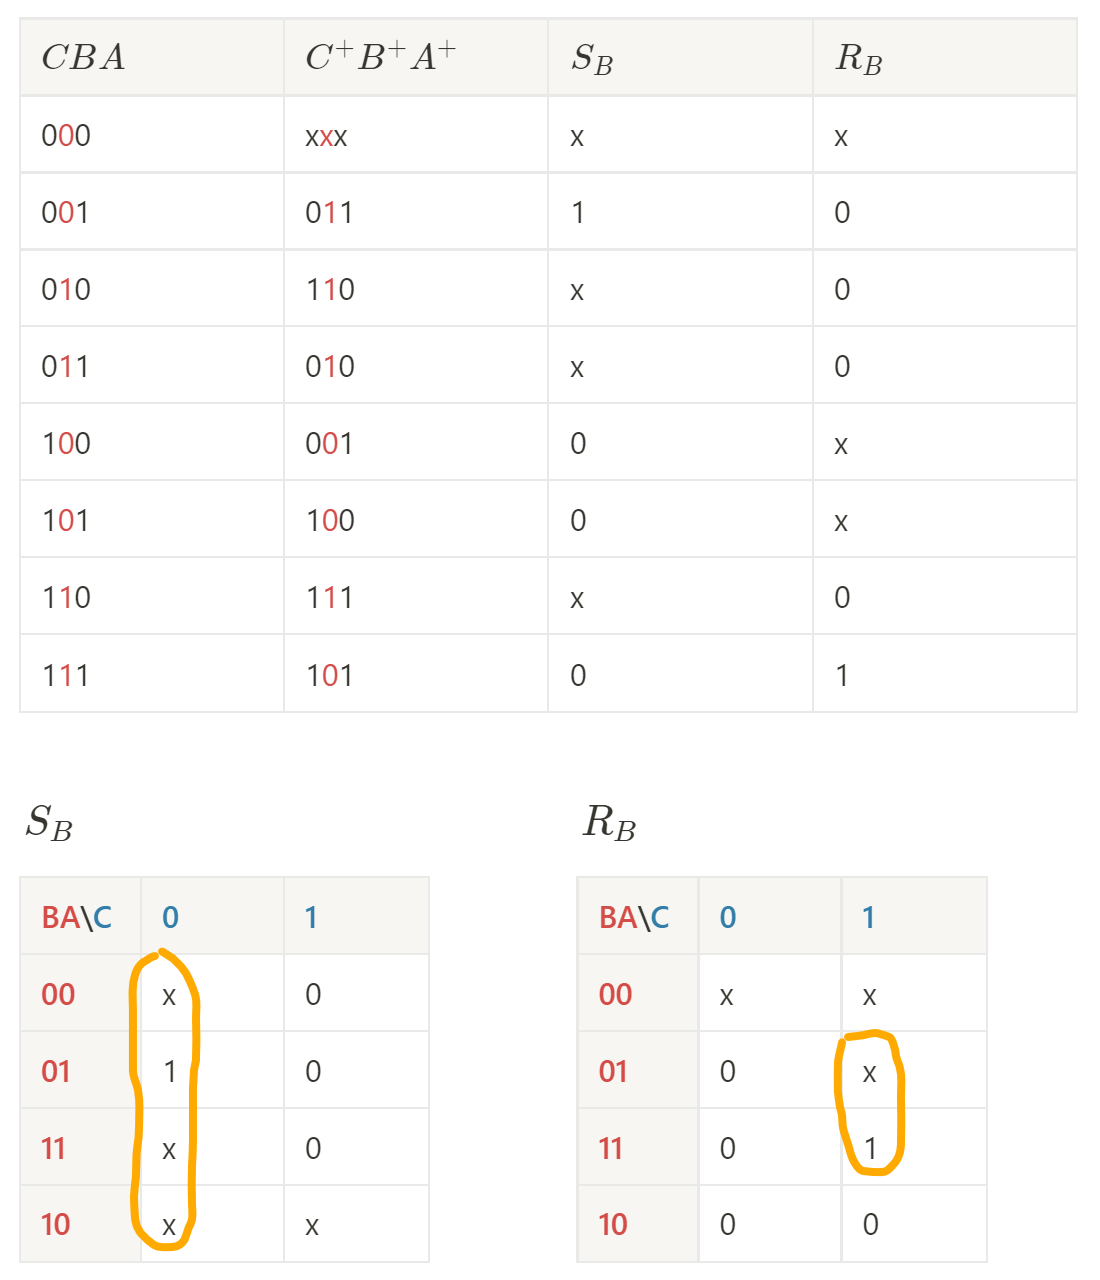 CBA C⁺B⁺A⁺ S_B R_B
000 xxx x x
001 011 1 0
010 110 x 0
011 010 x 0
100 001 0 x
101 100 0 x
110 111 x 0
111 101 0 1
S_B R_B
BA\C 0 1 BA\C 0 1
00 x 0 00 x x
01 1 0 01 0 x
11 x 0 11 0 1
10 x x 10 0 0